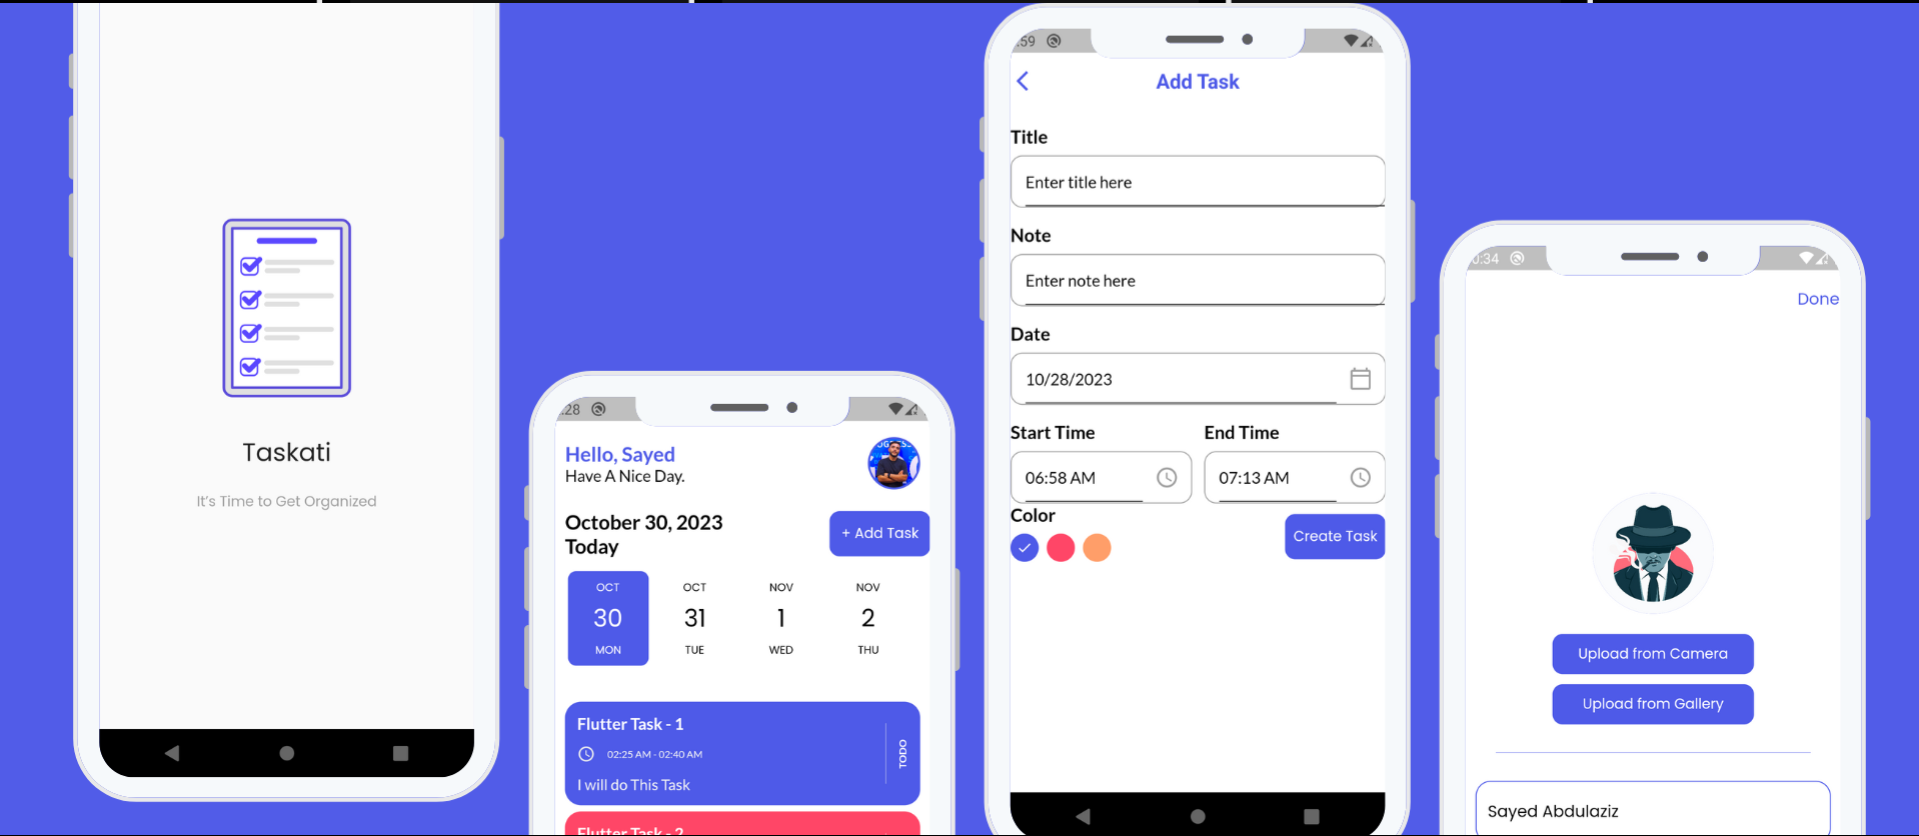 Taskati
It's Time to Get Organized
:28
Hello, Sayed
Have A Nice Day.
October 30, 2023
Today
+ Add Task
OCT
30
MON
OCT
31
TUE
NOV
1
WED
NOV
2
THU
Flutter Task - 1
02:25 AM - 02:40 AM
I will do This Task
TODO
Flutter Task - 2
:59
Add Task
Title
Enter title here
Note
Enter note here
Date
10/28/2023
Start Time
End Time
06:58 AM
07:13 AM
Color
Create Task
0:34
Done
Upload from Camera
Upload from Gallery
Sayed Abdulaziz